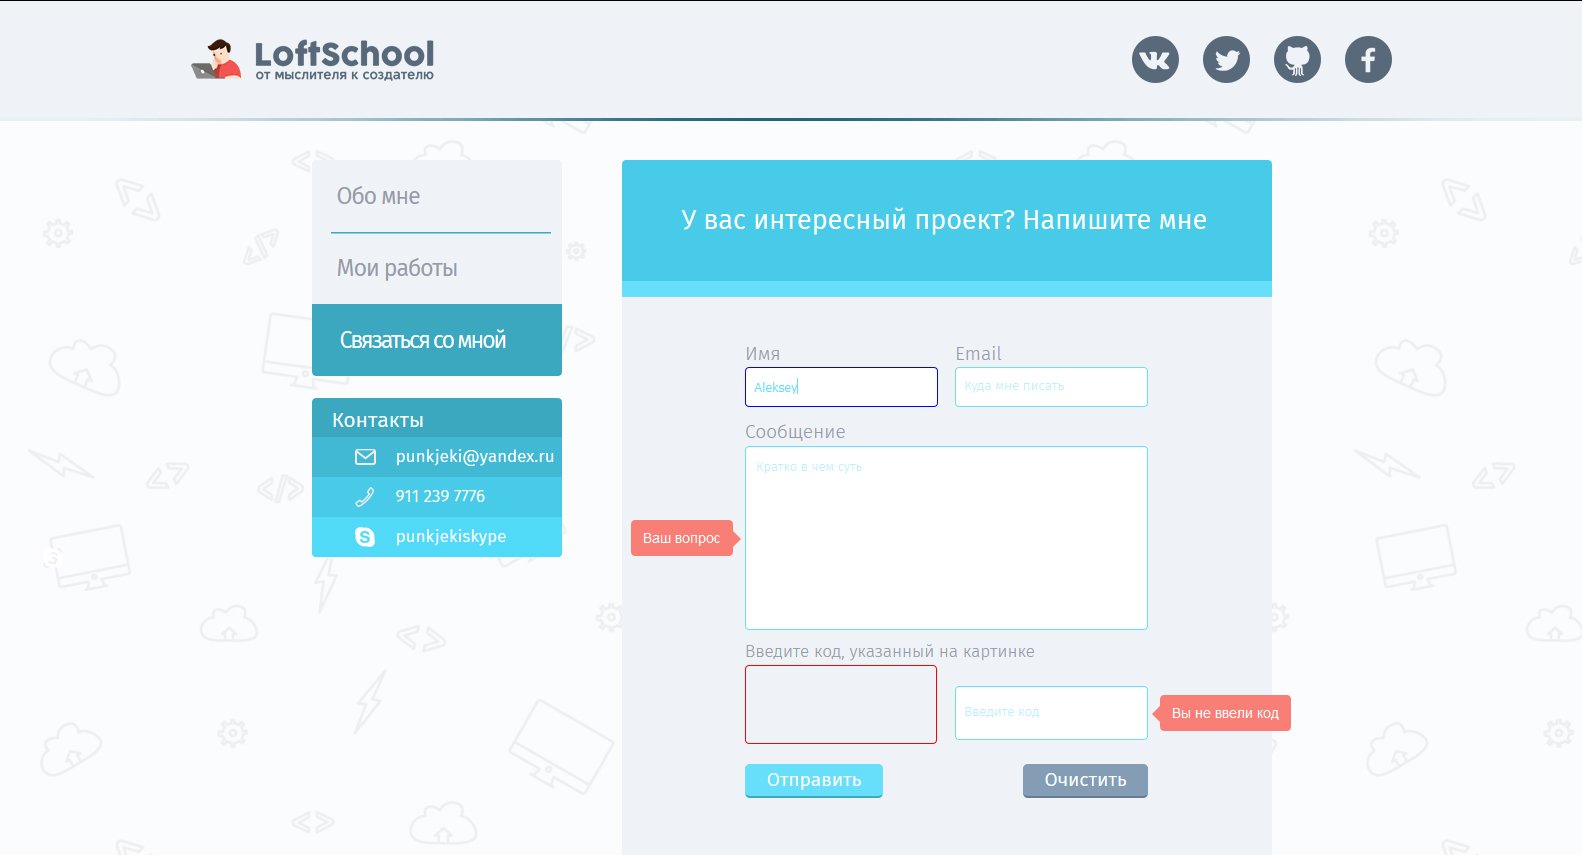 LoftSchool
от мыслителя к создателю
Обо мне
Мои работы
Связаться со мной
Контакты
punkjeki@yandex.ru
911 239 7776
punkjekiskype
У вас интересный проект? Напишите мне
Имя
Email
Aleksey
Куда мне писать
Сообщение
Кратко в чем суть
Ваш вопрос
Введите код, указанный на картинке
Введите код
Вы не ввели код
Отправить
Очистить